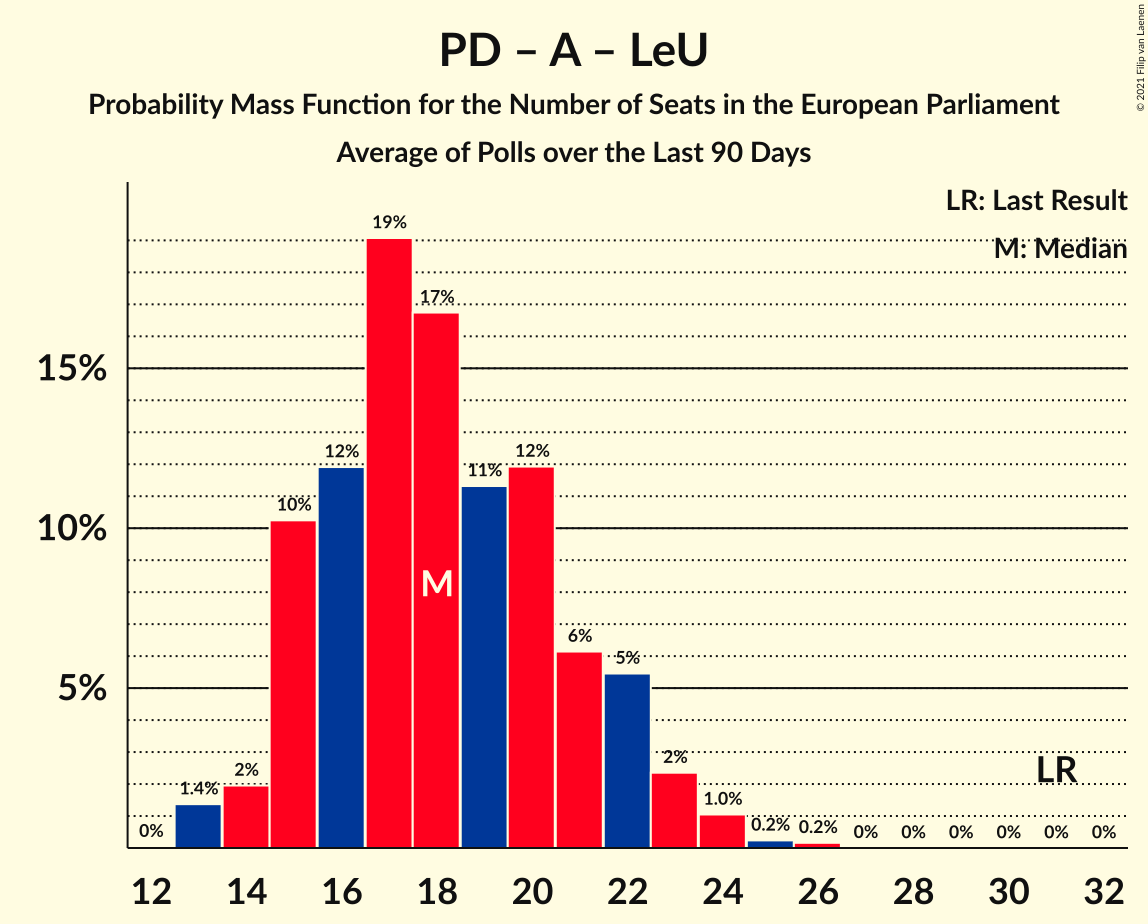 PD – A – LeU
Probability Mass Function for the Number of Seats in the European Parliament
Average of Polls over the Last 90 Days
© 2021 Filip van Laenen
LR: Last Result
M: Median
15%
10%
5%
0%
1.4%
2%
10%
12%
19%
17%
M
11%
12%
6%
5%
2%
1.0%
0.2%
0.2%
0%
0%
0%
0%
LR
0%
0%
12 14 16 18 20 22 24 26 28 30 32